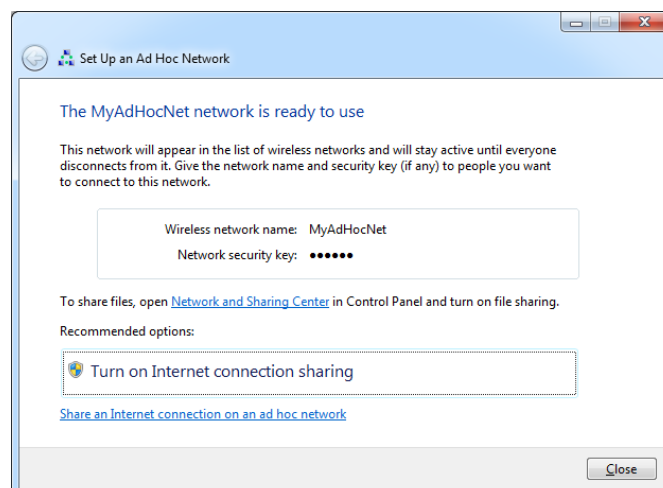 Set Up an Ad Hoc Network
The MyAdHocNet network is ready to use
This network will appear in the list of wireless networks and will stay active until everyone
disconnects from it. Give the network name and security key (if any) to people you want
to connect to this network.
Wireless network name: MyAdHocNet
Network security key: ●●●●●●
To share files, open Network and Sharing Center in Control Panel and turn on file sharing.
Recommended options:
Turn on Internet connection sharing
Share an Internet connection on an ad hoc network
Close